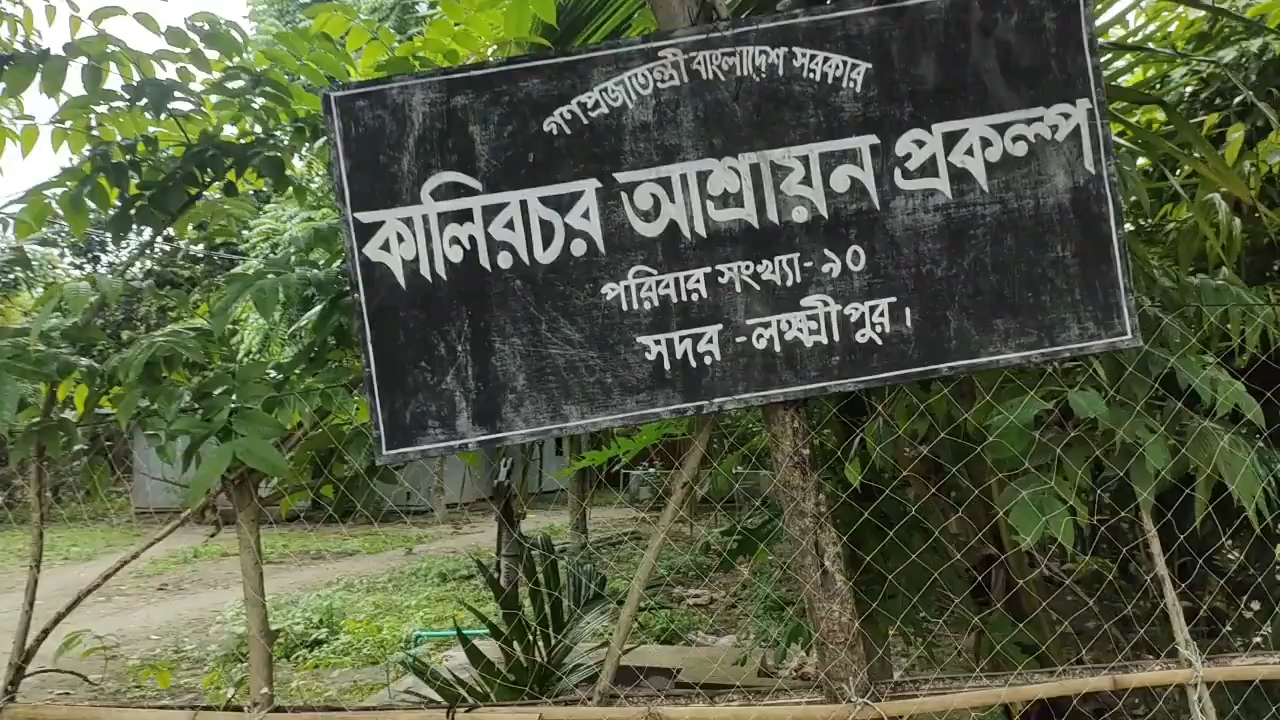 গণপ্রজাতন্ত্রী বাংলাদেশ সরকার
কালিরচর আশ্রায়ন প্রকল্প
পরিবার সংখ্যা- ৯০
সদর -লক্ষ্মীপুর।